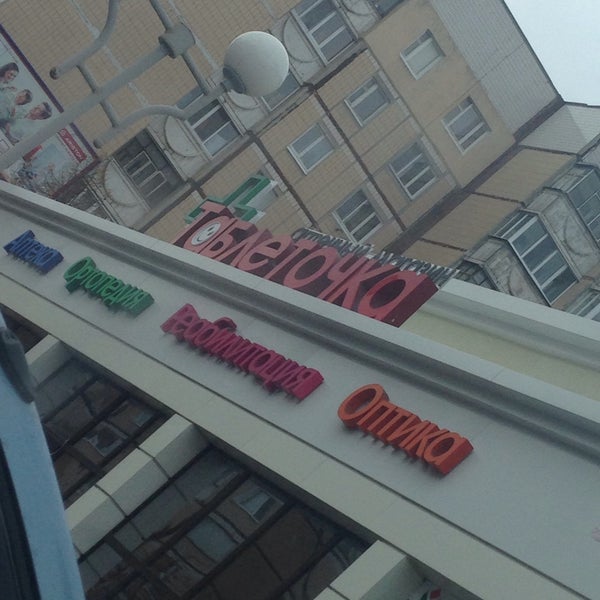 Таблеточка
Аптека
Ортопедия
Реабилитация
Оптика